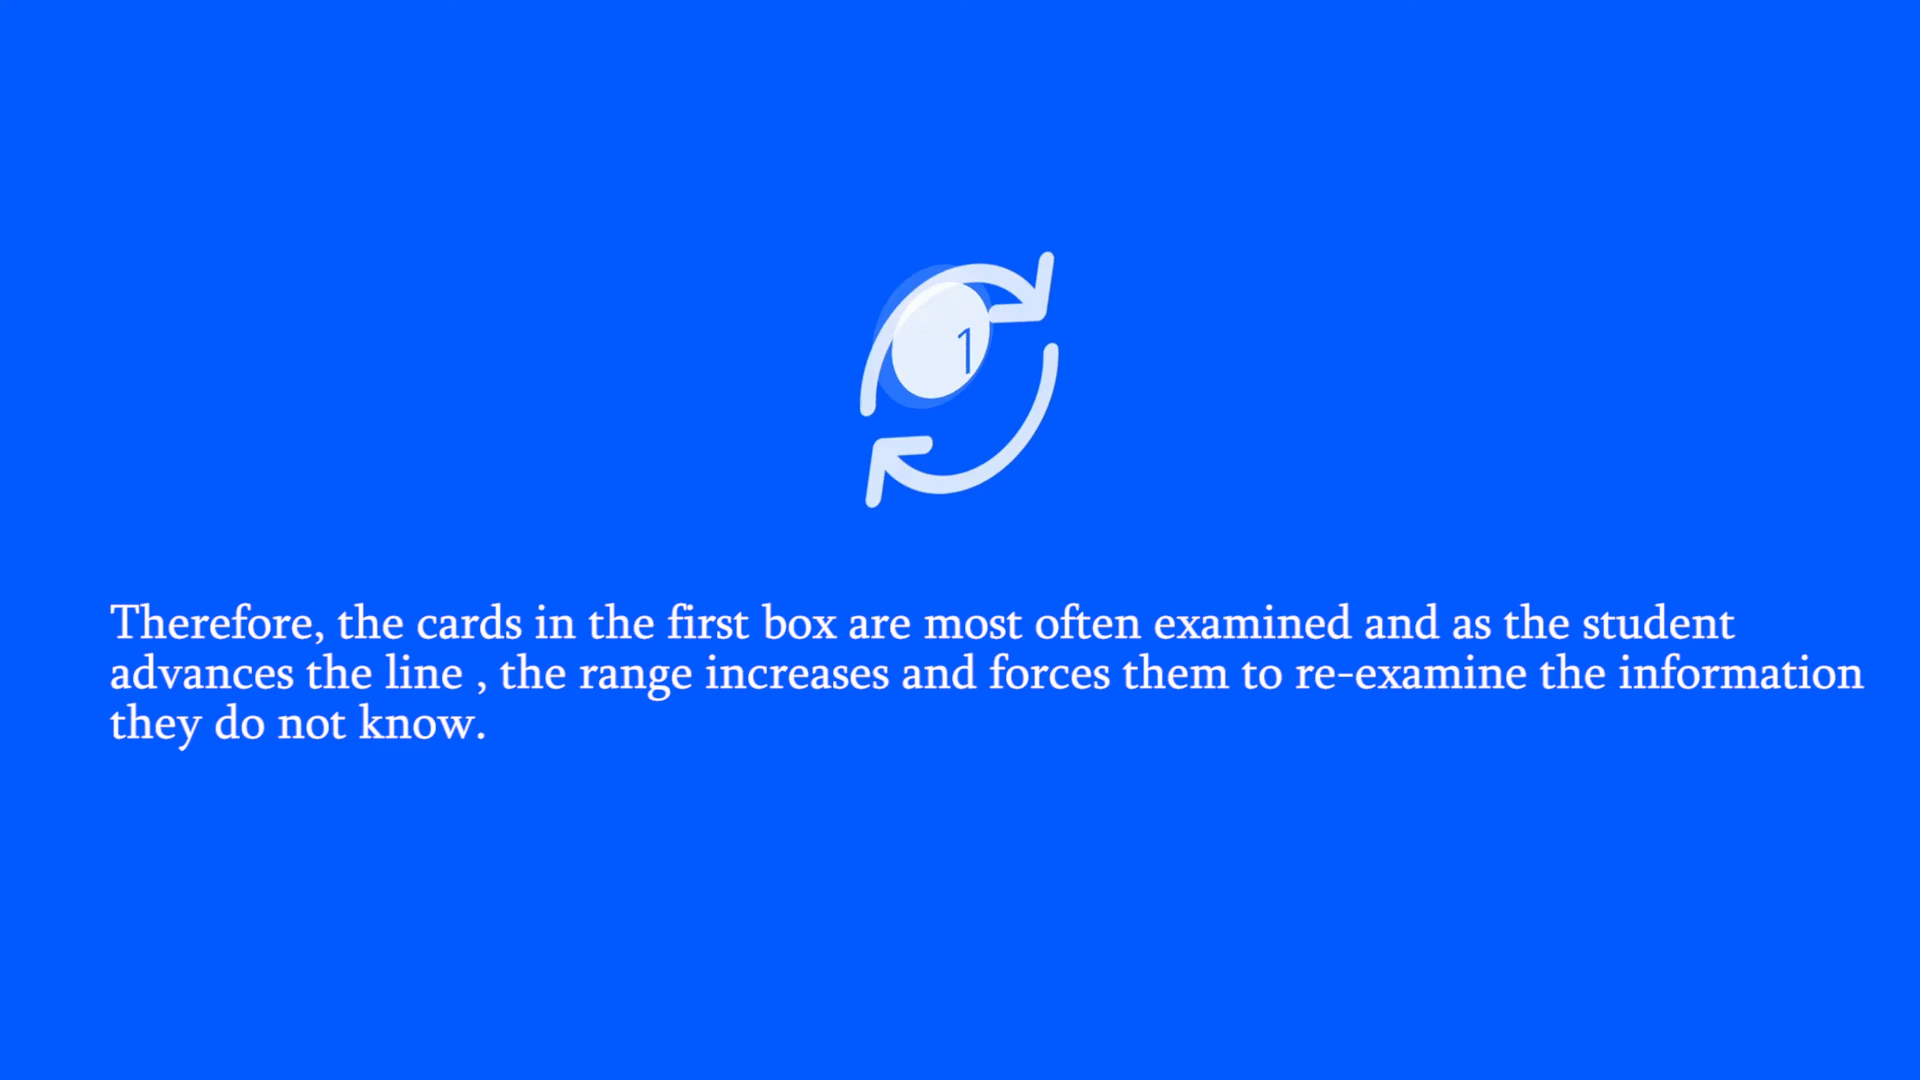 1
Therefore, the cards in the first box are most often examined and as the student
advances the line , the range increases and forces them to re-examine the information
they do not know.